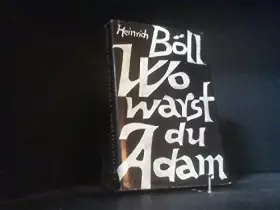 Heinrich
Böll
Wo
warst
du
Adam